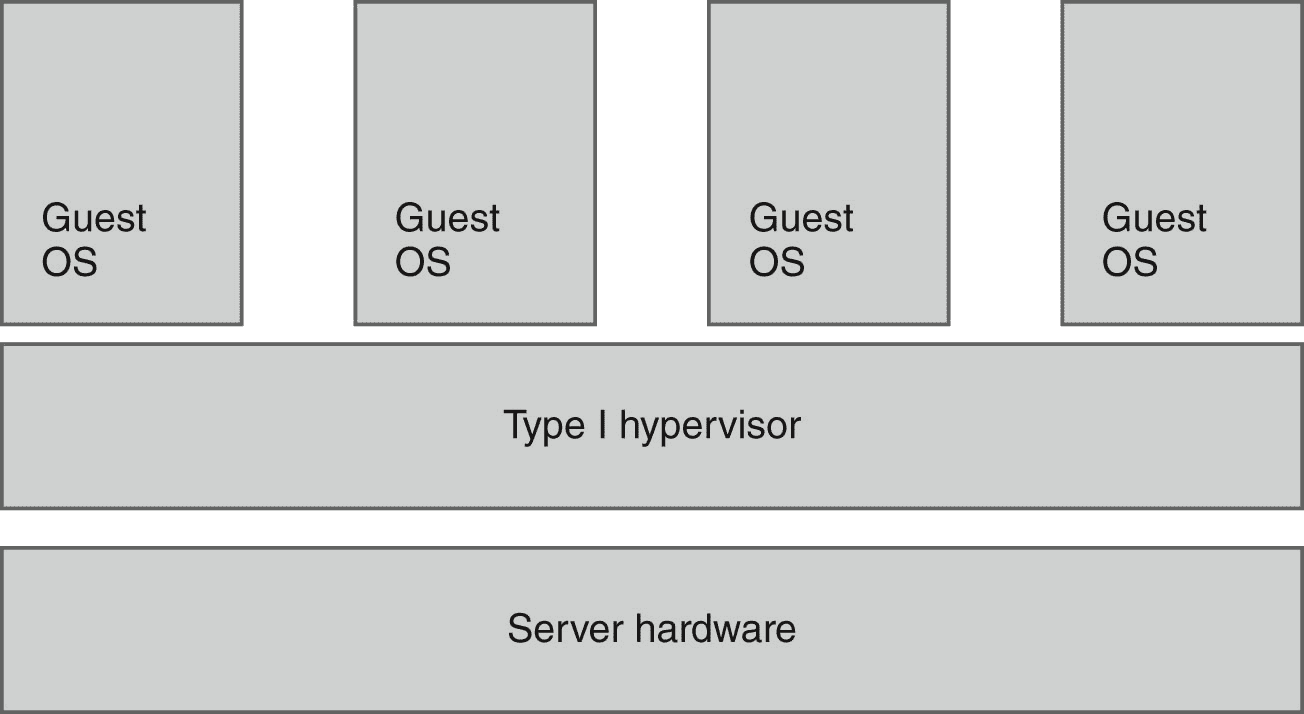 Guest
OS
Guest
OS
Guest
OS
Guest
OS
Type I hypervisor
Server hardware